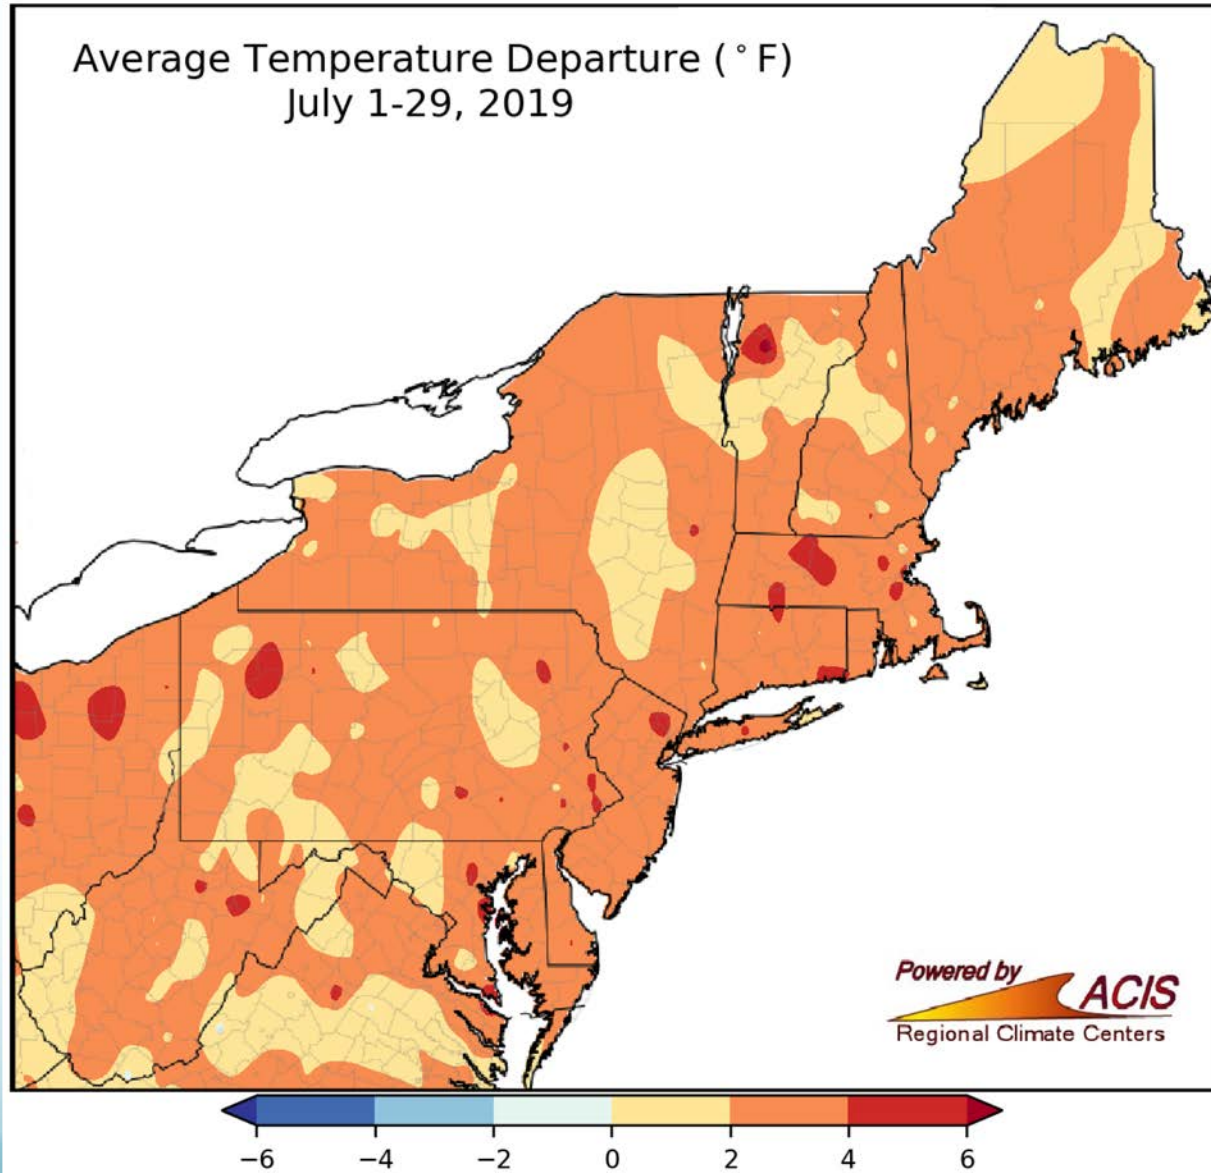 Average Temperature Departure (°F)
July 1-29, 2019
Powered by
ACIS
Regional Climate Centers
−6 −4 −2 0 2 4 6